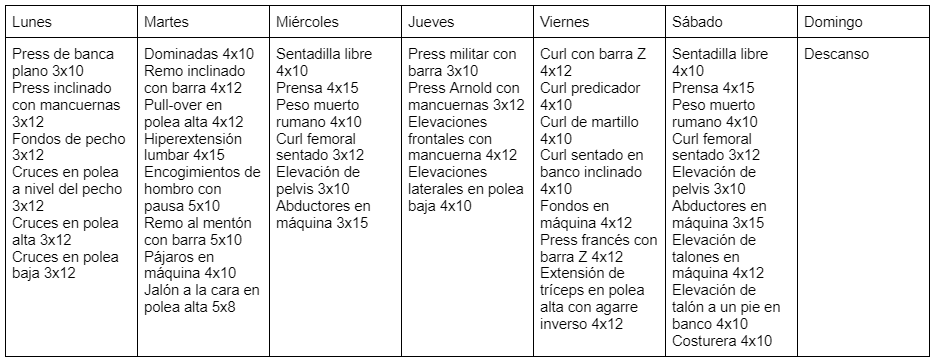 Lunes
Martes
Miércoles
Jueves
Viernes
Sábado
Domingo
Press de banca
plano 3x10
Press inclinado
con mancuernas
3x12
Fondos de pecho
3x12
Cruces en polea
a nivel del pecho
3x12
Cruces en polea
alta 3x12
Cruces en polea
baja 3x12
Dominadas 4x10
Remo inclinado
con barra 4x12
Pull-over en
polea alta 4x12
Hiperextensión
lumbar 4x15
Encogimientos de
hombro con
pausa 5x10
Remo al mentón
con barra 5x10
Pájaros en
máquina 4x10
Jalón a la cara en
polea alta 5x8
Sentadilla libre
4x10
Prensa 4x15
Peso muerto
rumano 4x10
Curl femoral
sentado 3x12
Elevación de
pelvis 3x10
Abductores en
máquina 3x15
Press militar con
barra 3x10
Press Arnold con
mancuernas 3x12
Elevaciones
frontales con
mancuerna 4x12
Elevaciones
laterales en polea
baja 4x10
Curl con barra Z
4x12
Curl predicador
4x10
Curl de martillo
4x10
Curl sentado en
banco inclinado
4x10
Fondos en
máquina 4x12
Press francés con
barra Z 4x12
Extensión de
tríceps en polea
alta con agarre
inverso 4x12
Sentadilla libre
4x10
Prensa 4x15
Peso muerto
rumano 4x10
Curl femoral
sentado 3x12
Elevación de
pelvis 3x10
Abductores en
máquina 3x15
Elevación de
talones en
máquina 4x12
Elevación de
talón a un pie en
banco 4x10
Costurera 4x10
Descanso